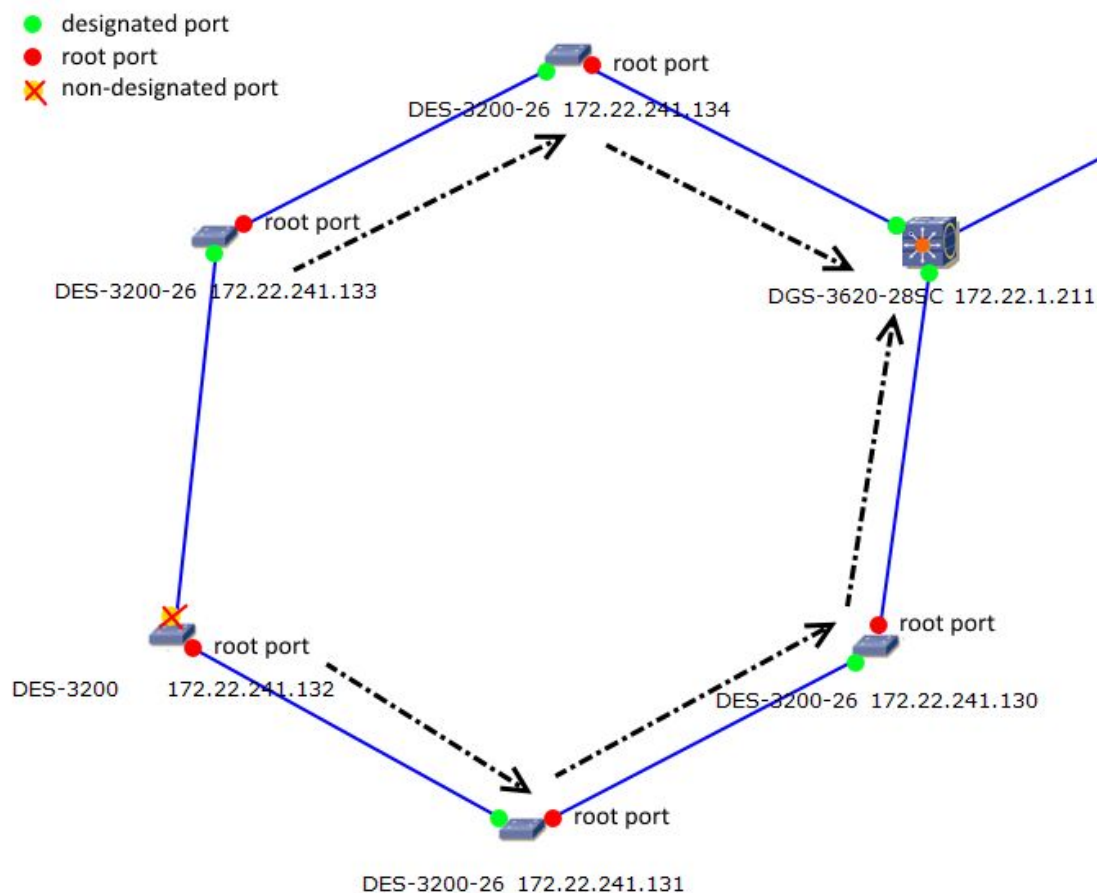 designated port
root port
non-designated port
root port
DES-3200-26 172.22.241.134
root port
DES-3200-26 172.22.241.133
DGS-3620-28SC 172.22.1.211
root port
root port
DES-3200 172.22.241.132
DES-3200-26 172.22.241.130
root port
DES-3200-26 172.22.241.131